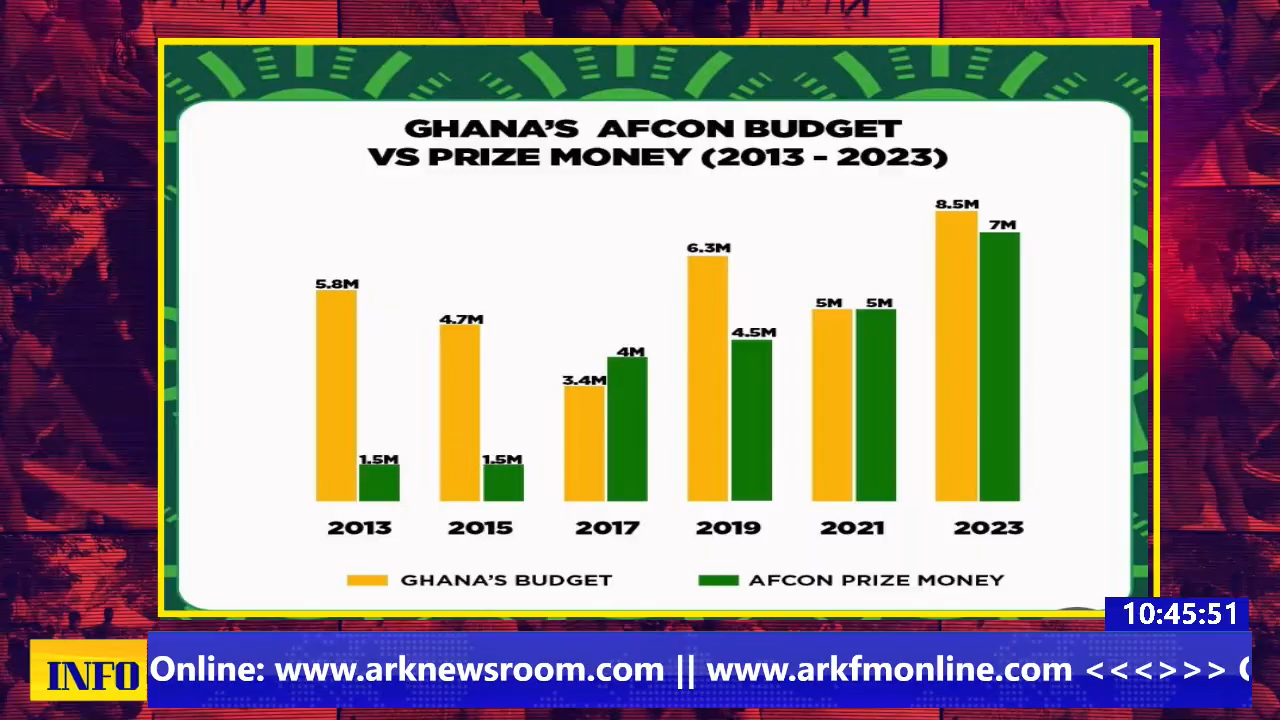 GHANA'S AFCON BUDGET
VS PRIZE MONEY (2013 - 2023)
8.5M
7M
6.3M
5.8M
5M
5M
4.7M
4.5M
4M
3.4M
1.5M
1.5M
2013
2015
2017
2019
2021
2023
GHANA'S BUDGET
AFCON PRIZE MONEY
10:45:51
INFO
Online: www.arknewsroom.com || www.arkfmonline.com <<<>>>